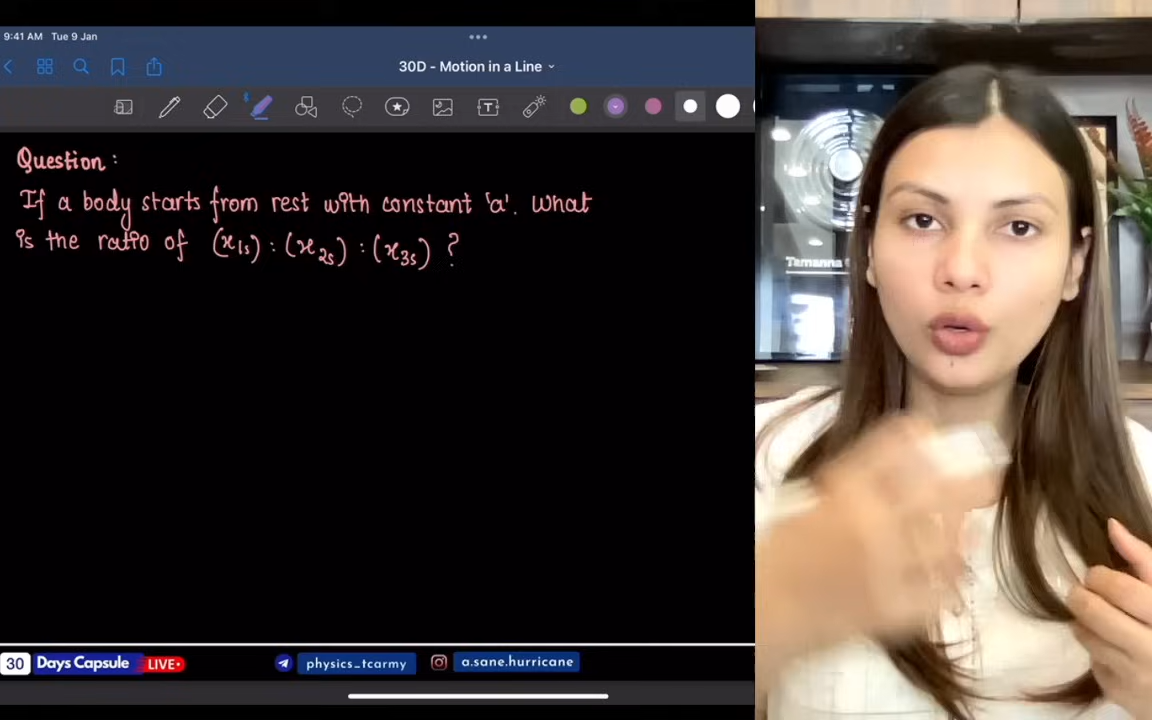 9:41 AM Tue 9 Jan
30D - Motion in a Line
T
Question :
If a body starts from rest with constant 'a'. What
is the ratio of (x₁ₛ) : (x₂ₛ) : (x₃ₛ) ?
30 Days Capsule LIVE
physics_tcarmy
a.sane.hurricane